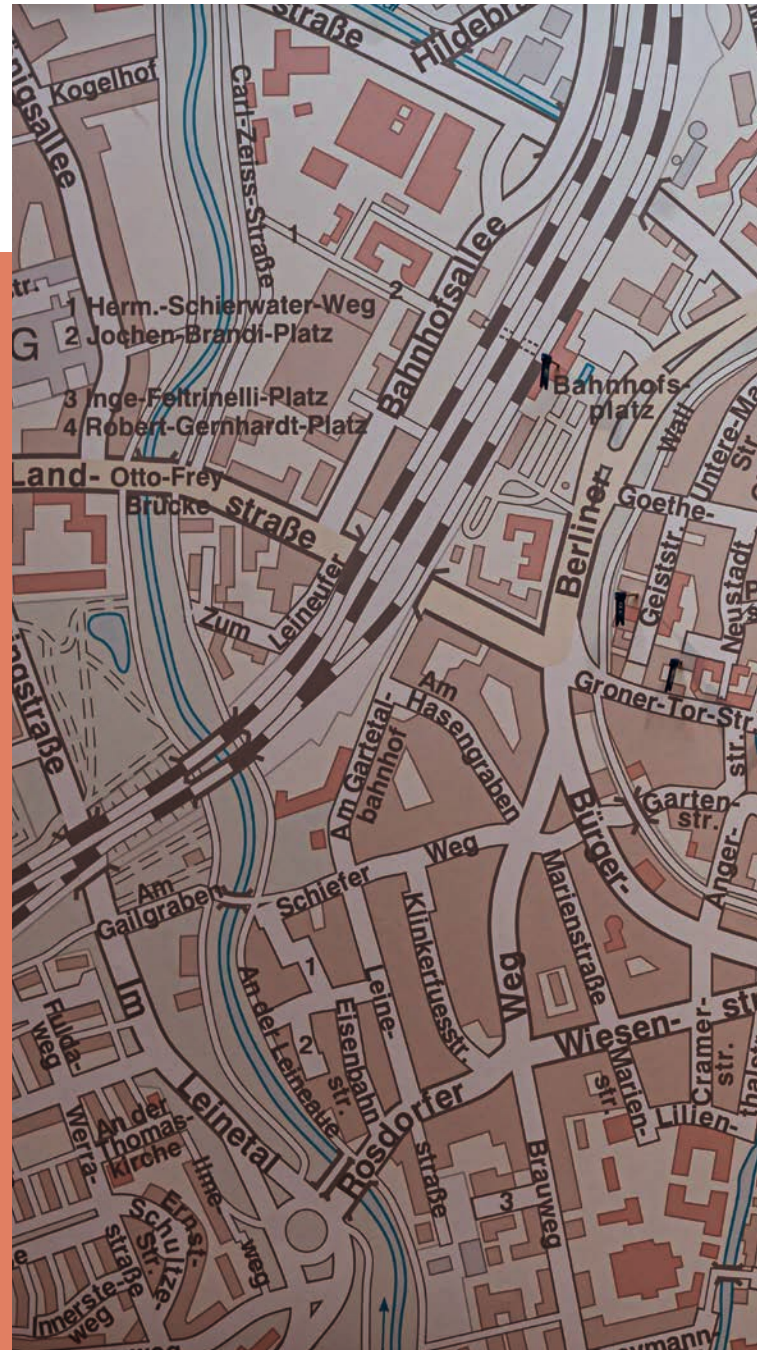 straße
Kogelhof
Carl-Zeiss-Straße
1
2
1 Herm.-Schierwater-Weg
2 Jochen-Brandi-Platz
3 Inge-Feltrinelli-Platz
4 Robert-Gernhardt-Platz
G
Bahnhofsallee
Bahnhofs-
platz
Wall
Untere-Ma
Str.
Goethe-
Land-
Otto-Frey
Brücke
straße
Berliner
Geiststr.
Neustadt
Zum
Leineufer
Groner-Tor-Str.
Am
Hasengraben
Am Gartetal-
bahnhof
Garten-
str.
Bürger-
Anger-
str.
Schiefer
Weg
Am
Gailgraben
Klinkerfuesstr.
Marienstraße
Weg
Im
Leinetal
An der Leineaue
1
2
Eisenbahn
str.
Leine-
straße
Rosdorfer
Wiesen-
Cramer-
str.
Marien-
str.
Lilien-
thalstr
Fulda-
weg
Werra-
An der
Thomas-
kirche
Ilme-
weg
Ernst-
Schultze-
Str.
straße
nnerste-
weg
Brauweg
3